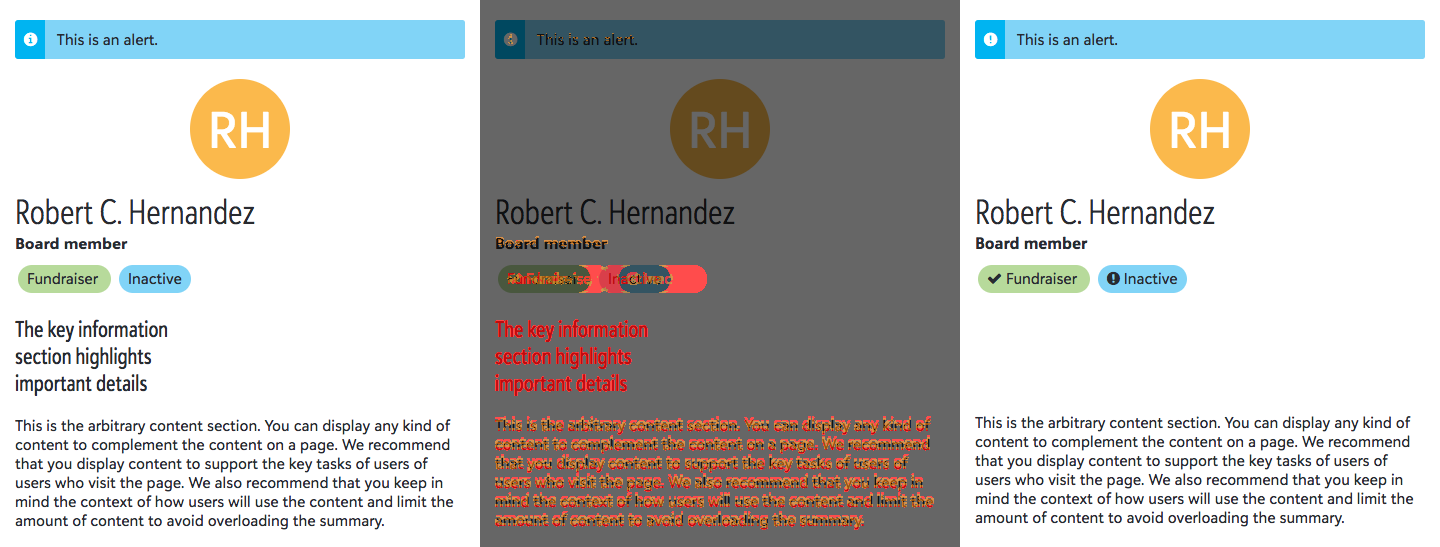 This is an alert.
RH
Robert C. Hernandez
Board member
Fundraiser Inactive
The key information
section highlights
important details
This is the arbitrary content section. You can display any kind of
content to complement the content on a page. We recommend
that you display content to support the key tasks of users of
users who visit the page. We also recommend that you keep in
mind the context of how users will use the content and limit the
amount of content to avoid overloading the summary.
This is an alert.
RH
Robert C. Hernandez
Board member
The key information
section highlights
important details
This is the arbitrary content section. You can display any kind of
content to complement the content on a page. We recommend
that you display content to support the key tasks of users of
users who visit the page. We also recommend that you keep in
mind the context of how users will use the content and limit the
amount of content to avoid overloading the summary.
This is an alert.
RH
Robert C. Hernandez
Board member
Fundraiser Inactive
This is the arbitrary content section. You can display any kind of
content to complement the content on a page. We recommend
that you display content to support the key tasks of users of
users who visit the page. We also recommend that you keep in
mind the context of how users will use the content and limit the
amount of content to avoid overloading the summary.